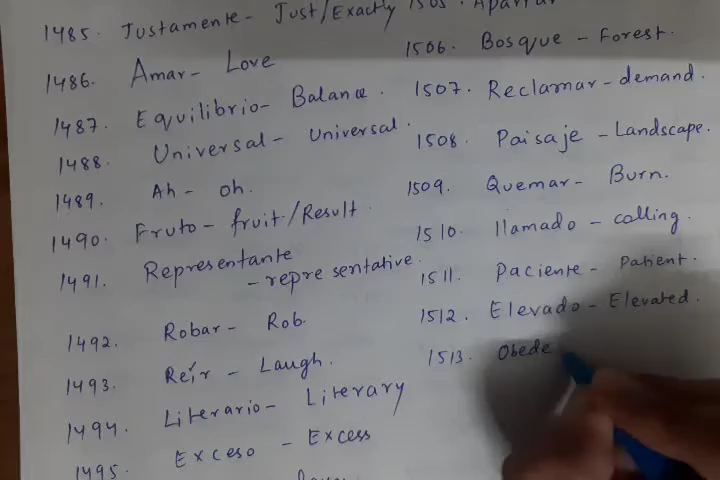 1485. Justamente - Just/Exactly
1486. Amar - Love
1487. Equilibrio - Balance.
1488. Universal - Universal.
1489. Ah - oh.
1490. Fruto - fruit/Result.
1491. Representante
- representative.
1492. Robar - Rob.
1493. Reír - Laugh.
1494. Literario - Literary
1495. Exceso - Excess
1505.
1506. Bosque - Forest.
1507. Reclamar - demand.
1508. Paisaje - Landscape.
1509. Quemar - Burn.
1510. llamado - calling.
1511. Paciente - Patient.
1512. Elevado - Elevated.
1513. Obede